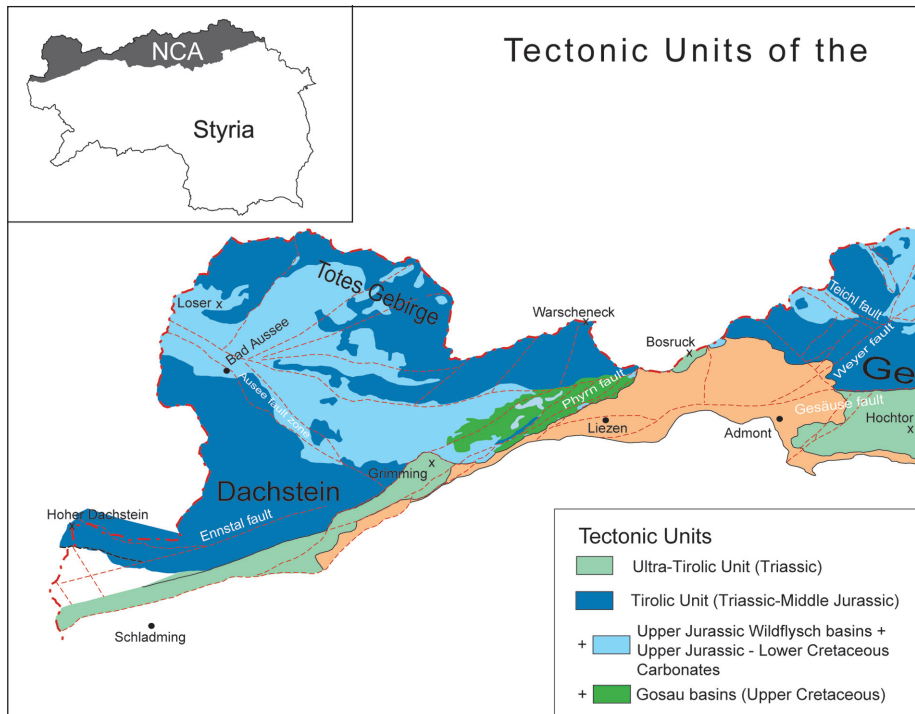 NCA
Styria
Tectonic Units of the
Totes Gebirge
Loser x
Bad Aussee
Ausee fault zone
Warscheneck
x
Bosruck
x
Teichl fault
Weyer fault
Ge
Phyrn fault
Gesäuse fault
Liezen
Admont
Hochtor
x
Grimming
x
Dachstein
Hoher Dachstein
x
Ennstal fault
Schladming
Tectonic Units
Ultra-Tirolic Unit (Triassic)
Tirolic Unit (Triassic-Middle Jurassic)
+ Upper Jurassic Wildflysch basins +
Upper Jurassic - Lower Cretaceous
Carbonates
+ Gosau basins (Upper Cretaceous)